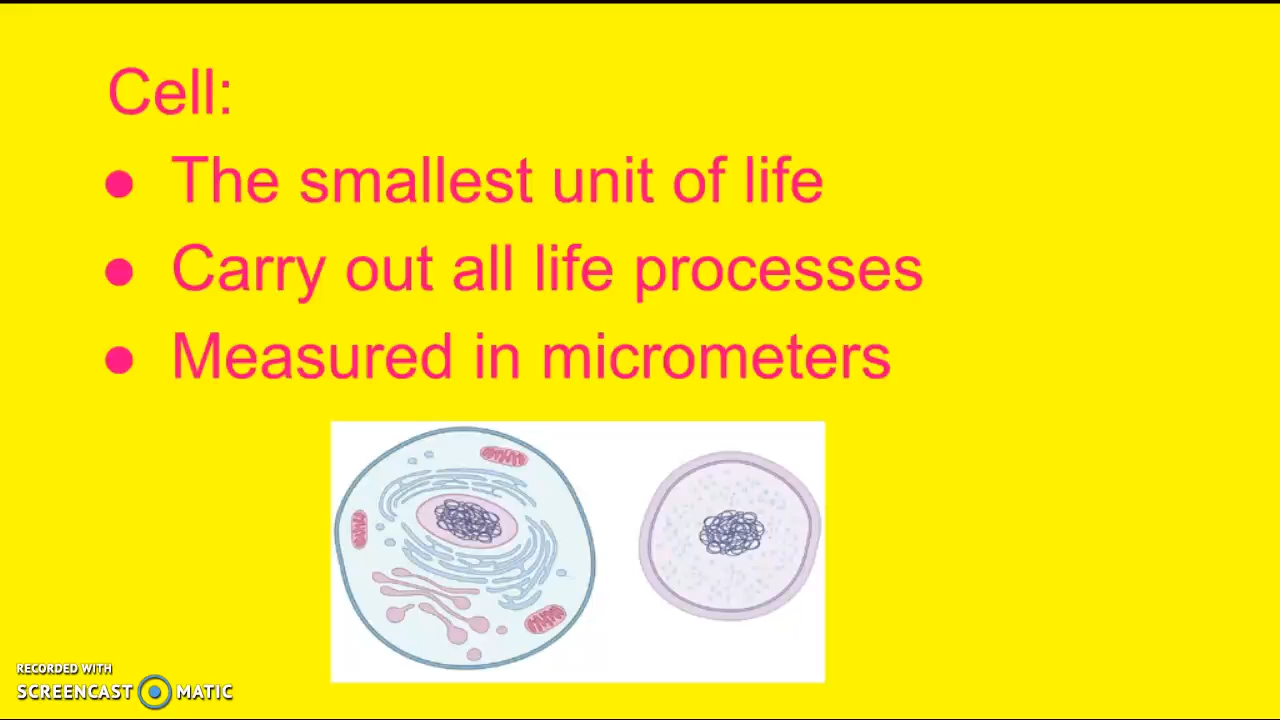 Cell:
● The smallest unit of life
● Carry out all life processes
● Measured in micrometers
RECORDED WITH
SCREENCAST MATIC